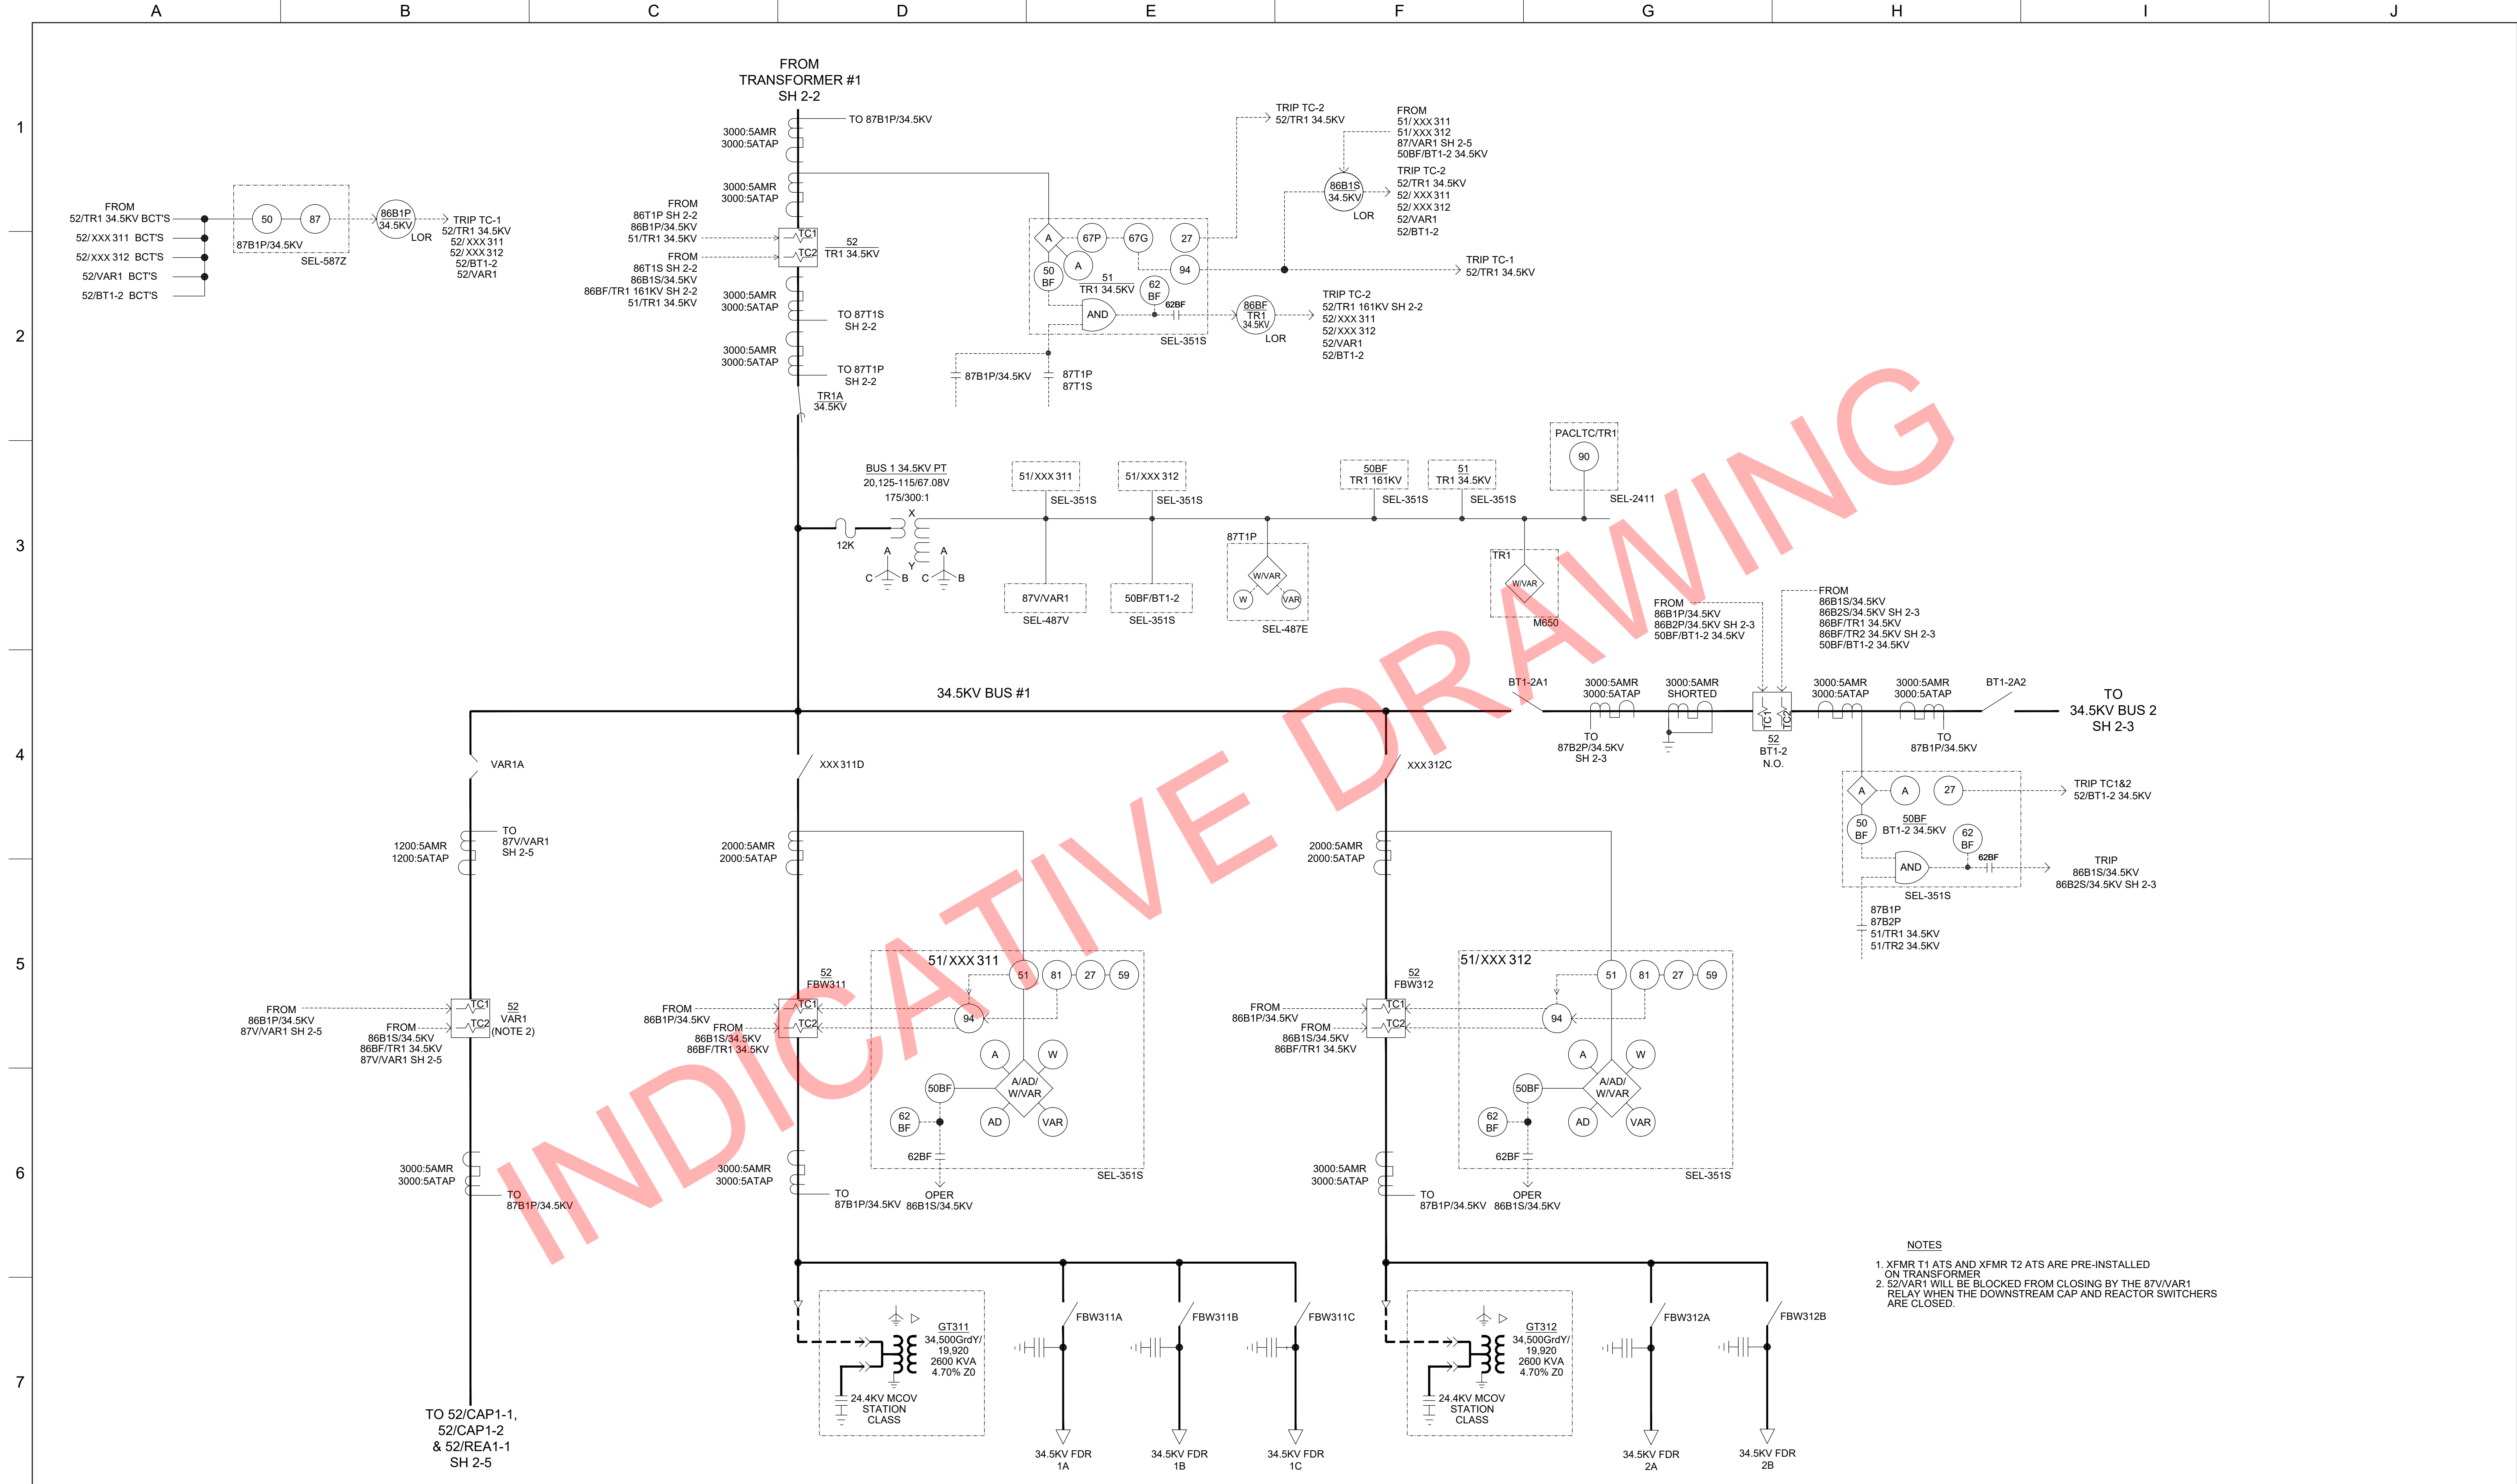 A
B
C
D
E
F
G
H
I
J
1
2
3
4
5
6
7
FROM
TRANSFORMER #1
SH 2-2
TO 87B1P/34.5KV
3000:5AMR
3000:5ATAP
3000:5AMR
3000:5ATAP
FROM
86T1P SH 2-2
86B1P/34.5KV
51/TR1 34.5KV
FROM
86T1S SH 2-2
86B1S/34.5KV
86BF/TR1 161KV SH 2-2
51/TR1 34.5KV
TC1
TC2
52
TR1 34.5KV
3000:5AMR
3000:5ATAP
TO 87T1S
SH 2-2
3000:5AMR
3000:5ATAP
TO 87T1P
SH 2-2
TR1A
34.5KV
FROM
52/TR1 34.5KV BCT'S
52/XXX 311 BCT'S
52/XXX 312 BCT'S
52/VAR1 BCT'S
52/BT1-2 BCT'S
50
87
87B1P/34.5KV
SEL-587Z
86B1P
34.5KV
LOR
TRIP TC-1
52/TR1 34.5KV
52/ XXX 311
52/ XXX 312
52/BT1-2
52/VAR1
TRIP TC-2
52/TR1 34.5KV
FROM
51/ XXX 311
51/ XXX 312
87/VAR1 SH 2-5
50BF/BT1-2 34.5KV
86B1S
34.5KV
LOR
TRIP TC-2
52/TR1 34.5KV
52/ XXX 311
52/ XXX 312
52/VAR1
52/BT1-2
A
67P
67G
27
50
BF
A
94
51
TR1 34.5KV
62
BF
62BF
AND
SEL-351S
TRIP TC-1
52/TR1 34.5KV
86BF
TR1
34.5KV
LOR
TRIP TC-2
52/TR1 161KV SH 2-2
52/XXX 311
52/XXX 312
52/VAR1
52/BT1-2
87B1P/34.5KV
87T1P
87T1S
BUS 1 34.5KV PT
20,125-115/67.08V
175/300:1
12K
X
Y
A
C
B
A
C
B
51/XXX 311
SEL-351S
51/XXX 312
SEL-351S
50BF
TR1 161KV
SEL-351S
51
TR1 34.5KV
SEL-351S
PACLTC/TR1
90
SEL-2411
87V/VAR1
SEL-487V
50BF/BT1-2
SEL-351S
87T1P
W/VAR
W
VAR
SEL-487E
TR1
W/VAR
M650
FROM
86B1P/34.5KV
86B2P/34.5KV SH 2-3
50BF/BT1-2 34.5KV
FROM
86B1S/34.5KV
86B2S/34.5KV SH 2-3
86BF/TR1 34.5KV
86BF/TR2 34.5KV SH 2-3
50BF/BT1-2 34.5KV
34.5KV BUS #1
BT1-2A1
3000:5AMR
3000:5ATAP
3000:5AMR
SHORTED
3000:5AMR
3000:5ATAP
3000:5AMR
3000:5ATAP
BT1-2A2
TO
34.5KV BUS 2
SH 2-3
TO
87B2P/34.5KV
SH 2-3
TC1
TC2
52
BT1-2
N.O.
TO
87B1P/34.5KV
A
A
27
TRIP TC1&2
52/BT1-2 34.5KV
50
BF
50BF
BT1-2 34.5KV
62
BF
62BF
AND
SEL-351S
TRIP
86B1S/34.5KV
86B2S/34.5KV SH 2-3
87B1P
87B2P
51/TR1 34.5KV
51/TR2 34.5KV
VAR1A
XXX 311D
XXX 312C
1200:5AMR
1200:5ATAP
TO
87V/VAR1
SH 2-5
2000:5AMR
2000:5ATAP
2000:5AMR
2000:5ATAP
FROM
86B1P/34.5KV
87V/VAR1 SH 2-5
FROM
86B1S/34.5KV
86BF/TR1 34.5KV
87V/VAR1 SH 2-5
TC1
TC2
52
VAR1
(NOTE 2)
FROM
86B1P/34.5KV
FROM
86B1S/34.5KV
86BF/TR1 34.5KV
52
FBW311
TC1
TC2
51/ XXX 311
51
81
27
59
94
A
W
A/AD/
W/VAR
50BF
62
BF
AD
VAR
62BF
SEL-351S
OPER
86B1S/34.5KV
FROM
86B1P/34.5KV
FROM
86B1S/34.5KV
86BF/TR1 34.5KV
52
FBW312
TC1
TC2
51/XXX 312
51
81
27
59
94
A
W
A/AD/
W/VAR
50BF
62
BF
AD
VAR
62BF
SEL-351S
OPER
86B1S/34.5KV
3000:5AMR
3000:5ATAP
TO
87B1P/34.5KV
3000:5AMR
3000:5ATAP
TO
87B1P/34.5KV
3000:5AMR
3000:5ATAP
TO
87B1P/34.5KV
NOTES
1. XFMR T1 ATS AND XFMR T2 ATS ARE PRE-INSTALLED
ON TRANSFORMER
2. 52/VAR1 WILL BE BLOCKED FROM CLOSING BY THE 87V/VAR1
RELAY WHEN THE DOWNSTREAM CAP AND REACTOR SWITCHERS
ARE CLOSED.
GT311
34,500GrdY/
19,920
2600 KVA
4.70% Z0
24.4KV MCOV
STATION
CLASS
FBW311A
FBW311B
FBW311C
34.5KV FDR
1A
34.5KV FDR
1B
34.5KV FDR
1C
GT312
34,500GrdY/
19,920
2600 KVA
4.70% Z0
24.4KV MCOV
STATION
CLASS
FBW312A
FBW312B
34.5KV FDR
2A
34.5KV FDR
2B
TO 52/CAP1-1,
52/CAP1-2
& 52/REA1-1
SH 2-5
INDICATIVE DRAWING